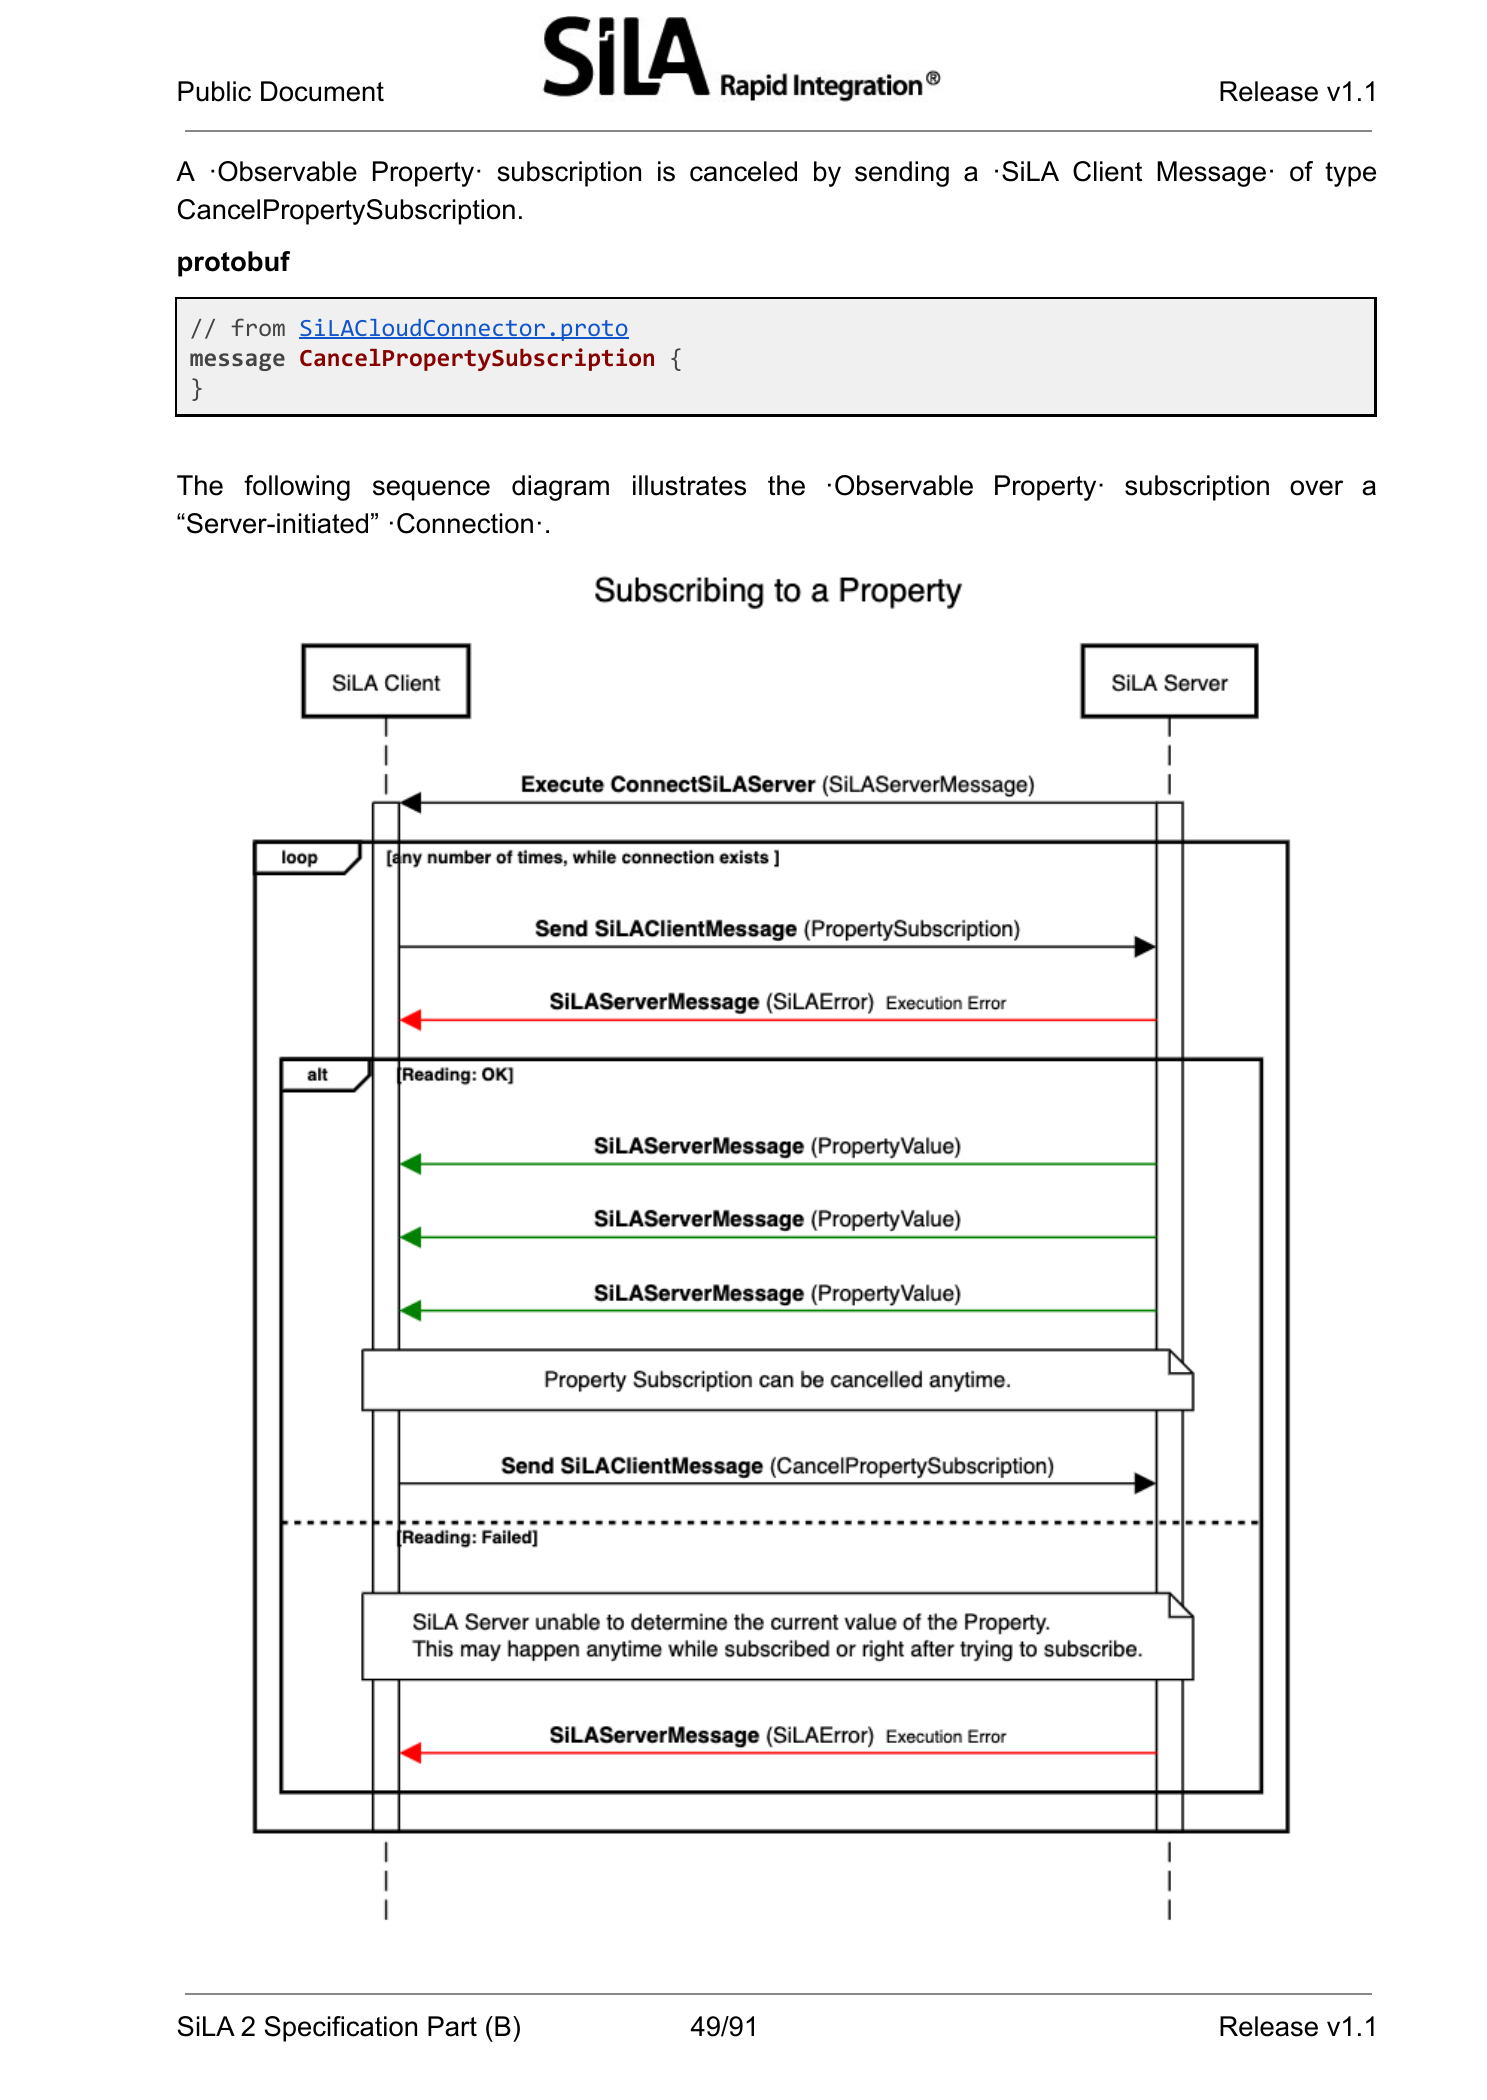 SiLA Rapid Integration®
Public Document Release v1.1
A ·Observable Property· subscription is canceled by sending a ·SiLA Client Message· of type
CancelPropertySubscription.
protobuf
// from SiLACloudConnector.proto
message CancelPropertySubscription {
}
The following sequence diagram illustrates the ·Observable Property· subscription over a
“Server-initiated” ·Connection·.
Subscribing to a Property
SiLA Client SiLA Server
Execute ConnectSiLAServer (SiLAServerMessage)
loop [any number of times, while connection exists ]
Send SiLAClientMessage (PropertySubscription)
SiLAServerMessage (SiLAError) Execution Error
alt [Reading: OK]
SiLAServerMessage (PropertyValue)
SiLAServerMessage (PropertyValue)
SiLAServerMessage (PropertyValue)
Property Subscription can be cancelled anytime.
Send SiLAClientMessage (CancelPropertySubscription)
[Reading: Failed]
SiLA Server unable to determine the current value of the Property.
This may happen anytime while subscribed or right after trying to subscribe.
SiLAServerMessage (SiLAError) Execution Error
SiLA 2 Specification Part (B) 49/91 Release v1.1